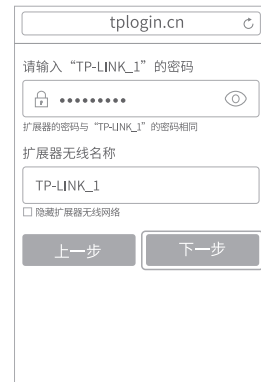 tplogin.cn
请输入“TP-LINK_1”的密码
•••••••••
扩展器的密码与“TP-LINK_1”的密码相同
扩展器无线名称
TP-LINK_1
隐藏扩展器无线网络
上一步 下一步